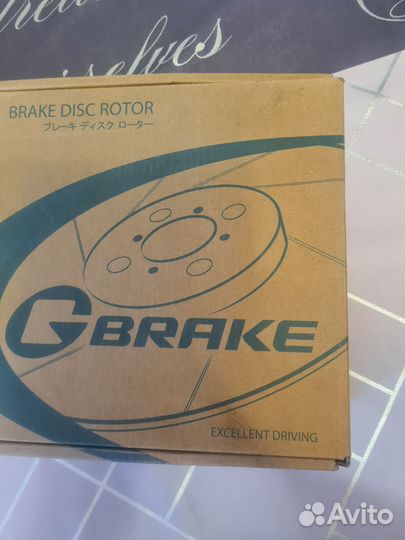 elves
BRAKE DISC ROTOR
ブレーキ ディスク ローター
GBRAKE
EXCELLENT DRIVING
Avito